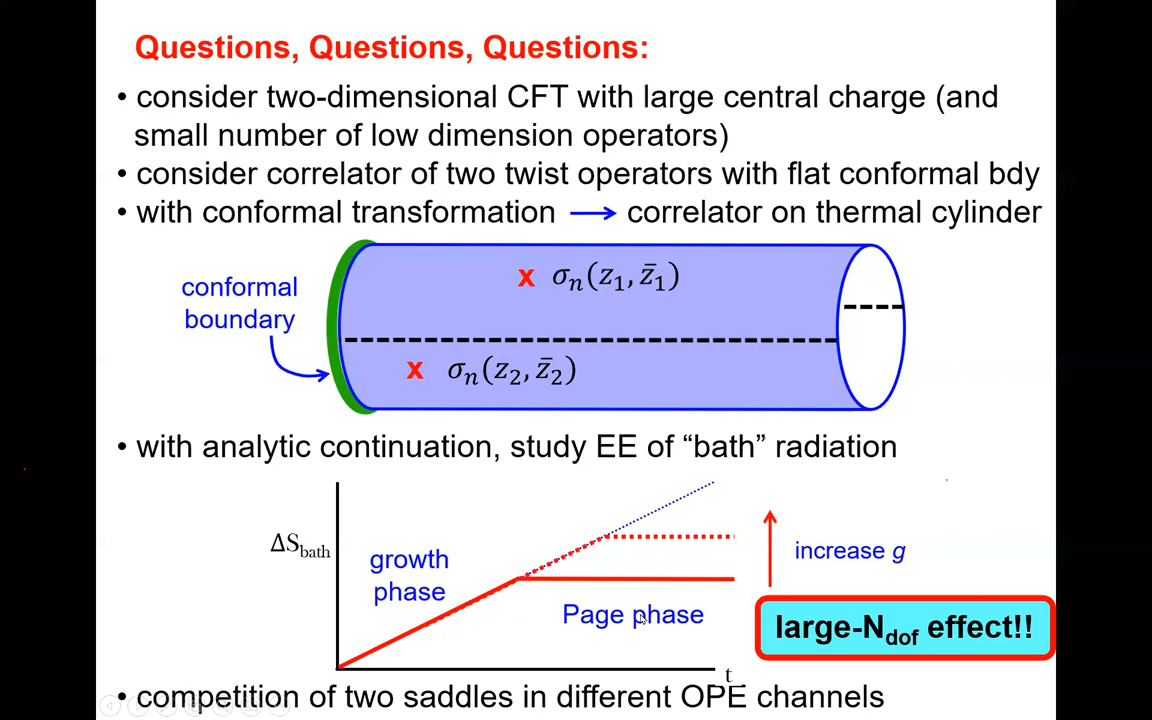 Questions, Questions, Questions:
• consider two-dimensional CFT with large central charge (and
small number of low dimension operators)
• consider correlator of two twist operators with flat conformal bdy
• with conformal transformation → correlator on thermal cylinder
conformal
boundary
x σₙ(z₁, z̄₁)
x σₙ(z₂, z̄₂)
• with analytic continuation, study EE of “bath” radiation
ΔS_bath
growth
phase
Page phase
increase g
large-N_dof effect!!
t
• competition of two saddles in different OPE channels